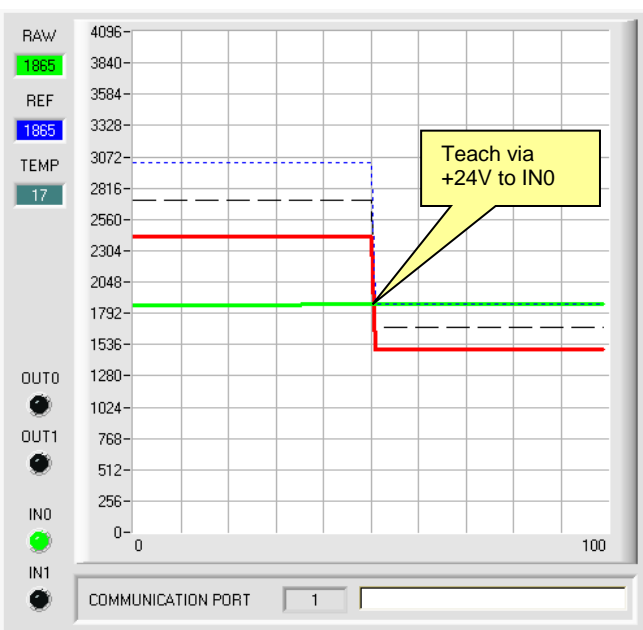 RAW
1865
REF
1865
TEMP
17
4096
3840
3584
3328
3072
2816
2560
2304
2048
1792
1536
1280
1024
768
512
256
0
0
100
Teach via
+24V to IN0
OUT0
OUT1
IN0
IN1
COMMUNICATION PORT
1